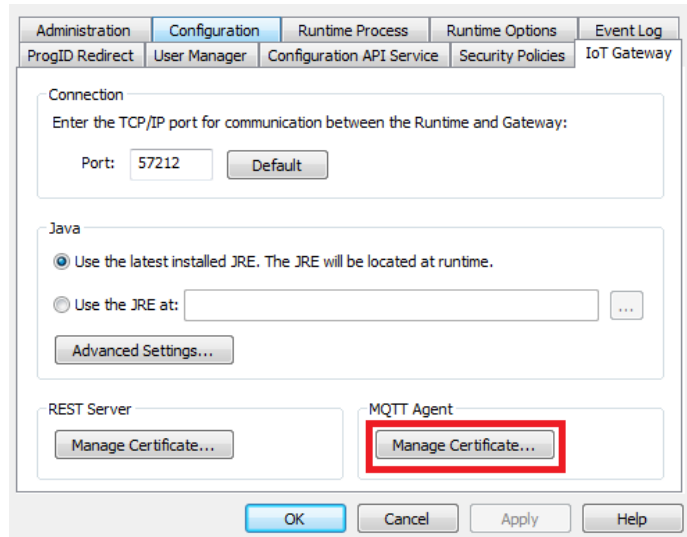 Administration Configuration Runtime Process Runtime Options Event Log
ProgID Redirect User Manager Configuration API Service Security Policies IoT Gateway
Connection
Enter the TCP/IP port for communication between the Runtime and Gateway:
Port: 57212 Default
Java
Use the latest installed JRE. The JRE will be located at runtime.
Use the JRE at: ...
Advanced Settings...
REST Server MQTT Agent
Manage Certificate... Manage Certificate...
OK Cancel Apply Help